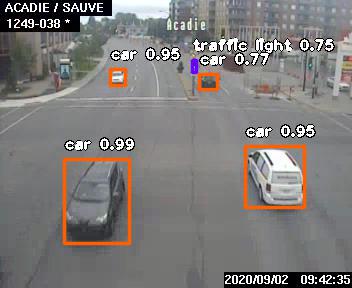 ACADIE / SAUVE
1249-038 *
Acadie
traffic light 0.75
car 0.95
car 0.77
car 0.99
car 0.95
2020/09/02 09:42:35